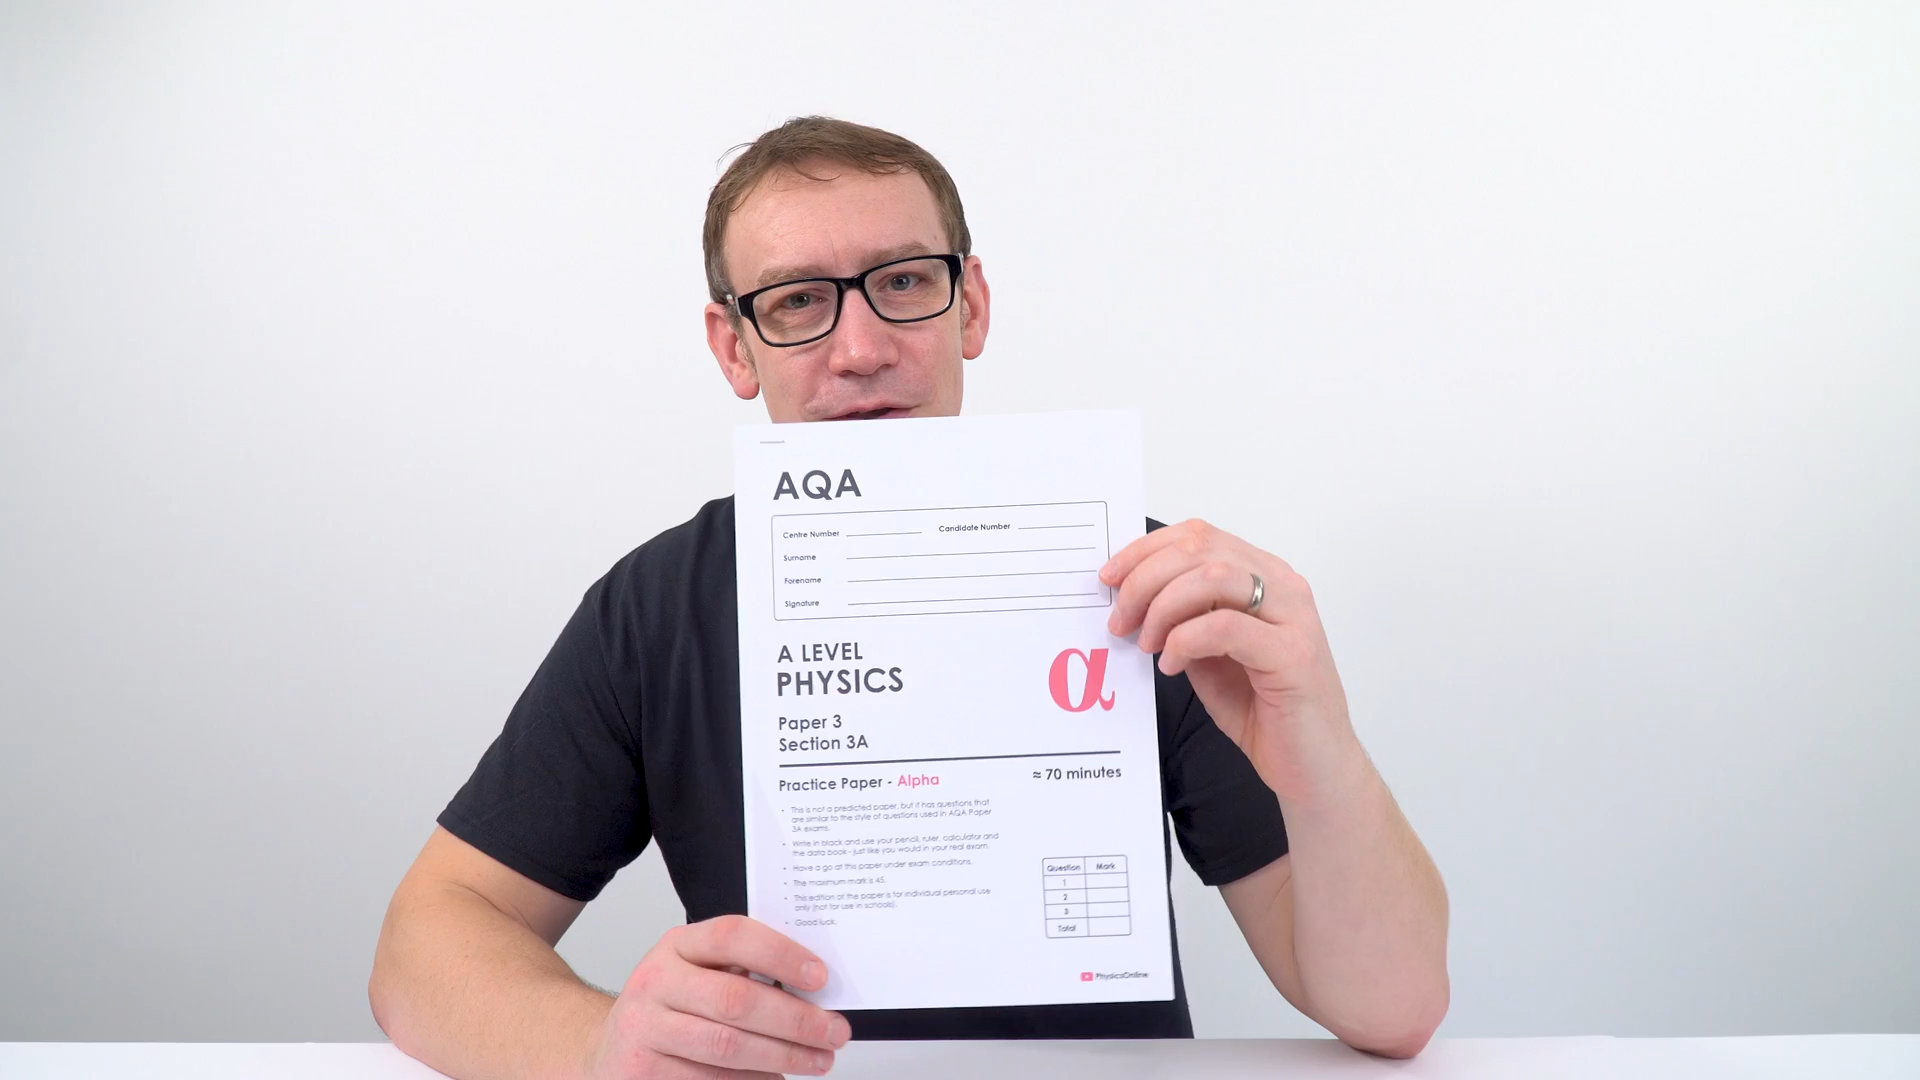 AQA
Centre Number Candidate Number
Surname
Forename
Signature
A LEVEL
PHYSICS
α
Paper 3
Section 3A
Practice Paper - Alpha ≈ 70 minutes
• This is not a predicted paper, but it has questions that
are similar to the style of questions used in AQA Paper
3A exams.
• Write in black and use your pencil, ruler, calculator and
the data book - just like you would in your real exam.
• Have a go at this paper under exam conditions.
• The maximum mark is 45.
• This edition of the paper is for individual personal use
only (not for use in schools).
• Good luck.
Question Mark
1
2
3
Total
PhysicsOnline